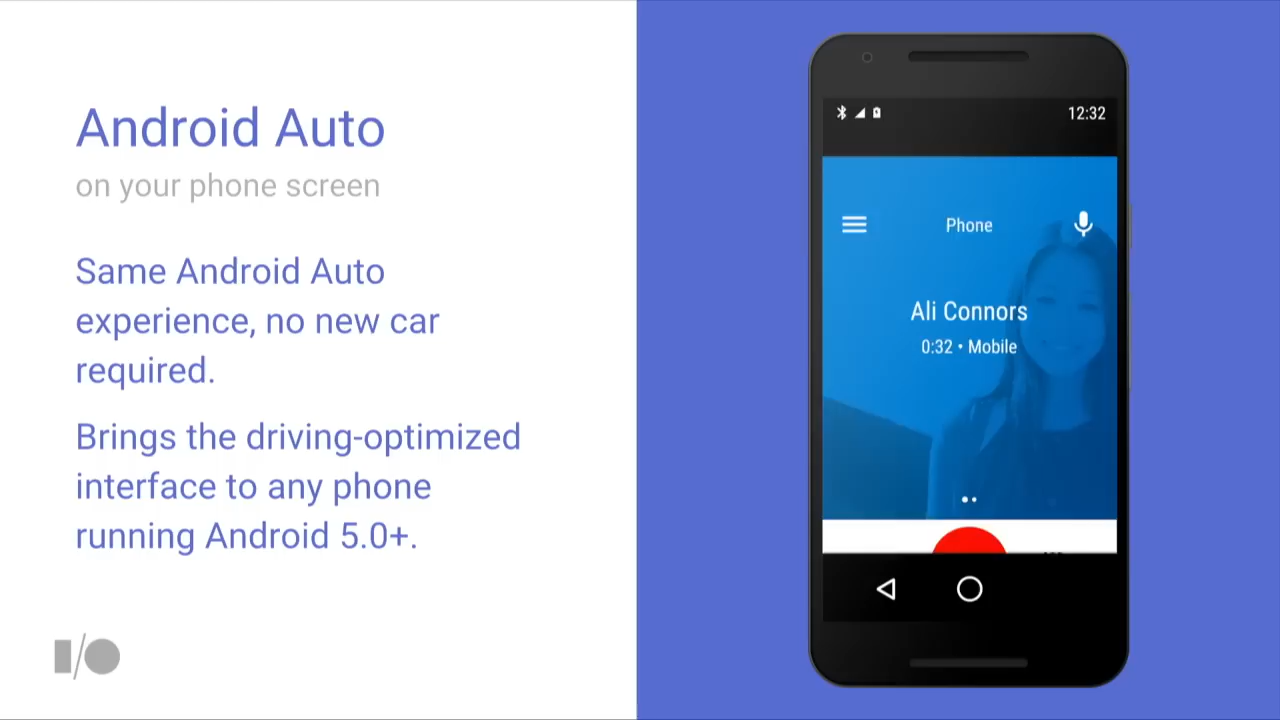 Android Auto
on your phone screen
Same Android Auto
experience, no new car
required.
Brings the driving-optimized
interface to any phone
running Android 5.0+.
I/O
12:32
Phone
Ali Connors
0:32 • Mobile